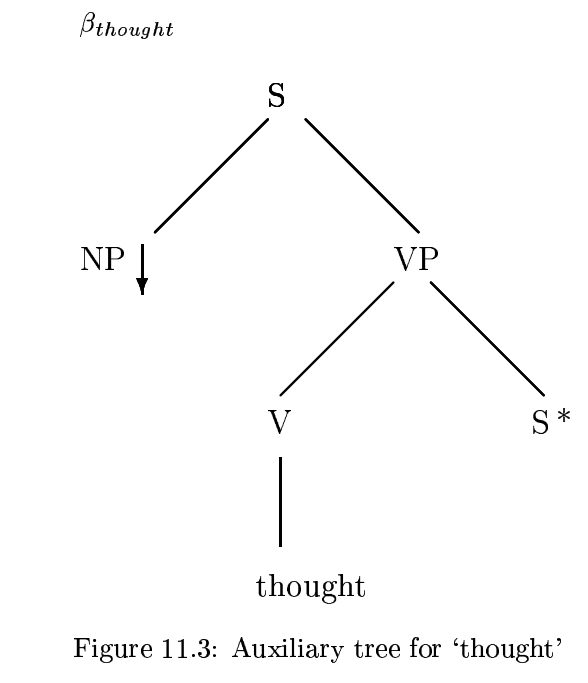 β_thought
S
NP ↓ VP
V S *
thought
Figure 11.3: Auxiliary tree for ‘thought’